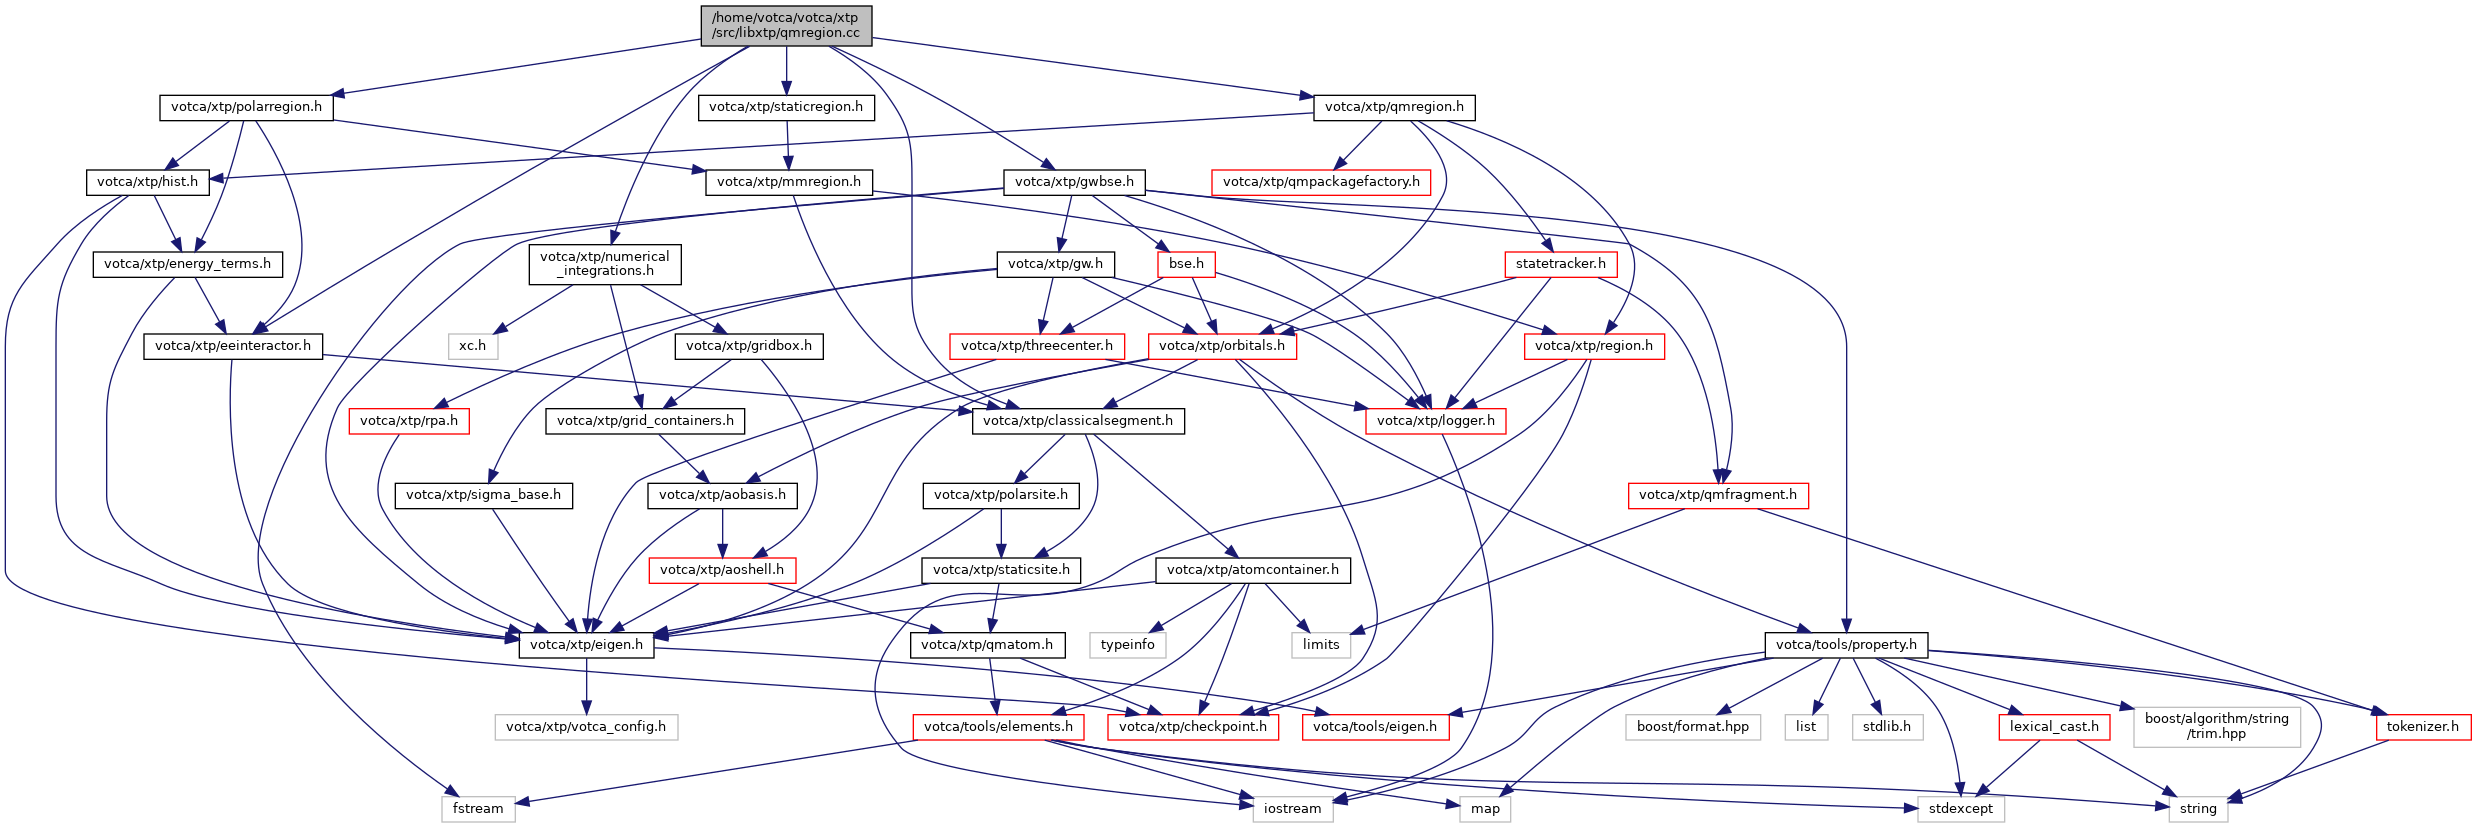 /home/votca/votca/xtp
/src/libxtp/qmregion.cc
votca/xtp/polarregion.h
votca/xtp/staticregion.h
votca/xtp/qmregion.h
votca/xtp/hist.h
votca/xtp/mmregion.h
votca/xtp/gwbse.h
votca/xtp/qmpackagefactory.h
votca/xtp/energy_terms.h
votca/xtp/numerical
_integrations.h
votca/xtp/gw.h
bse.h
statetracker.h
votca/xtp/eeinteractor.h
xc.h
votca/xtp/gridbox.h
votca/xtp/threecenter.h
votca/xtp/orbitals.h
votca/xtp/region.h
votca/xtp/rpa.h
votca/xtp/grid_containers.h
votca/xtp/classicalsegment.h
votca/xtp/logger.h
votca/xtp/sigma_base.h
votca/xtp/aobasis.h
votca/xtp/polarsite.h
votca/xtp/qmfragment.h
votca/xtp/aoshell.h
votca/xtp/staticsite.h
votca/xtp/atomcontainer.h
votca/xtp/eigen.h
votca/xtp/qmatom.h
typeinfo
limits
votca/tools/property.h
votca/xtp/votca_config.h
votca/tools/elements.h
votca/xtp/checkpoint.h
votca/tools/eigen.h
boost/format.hpp
list
stdlib.h
lexical_cast.h
boost/algorithm/string
/trim.hpp
tokenizer.h
fstream
iostream
map
stdexcept
string